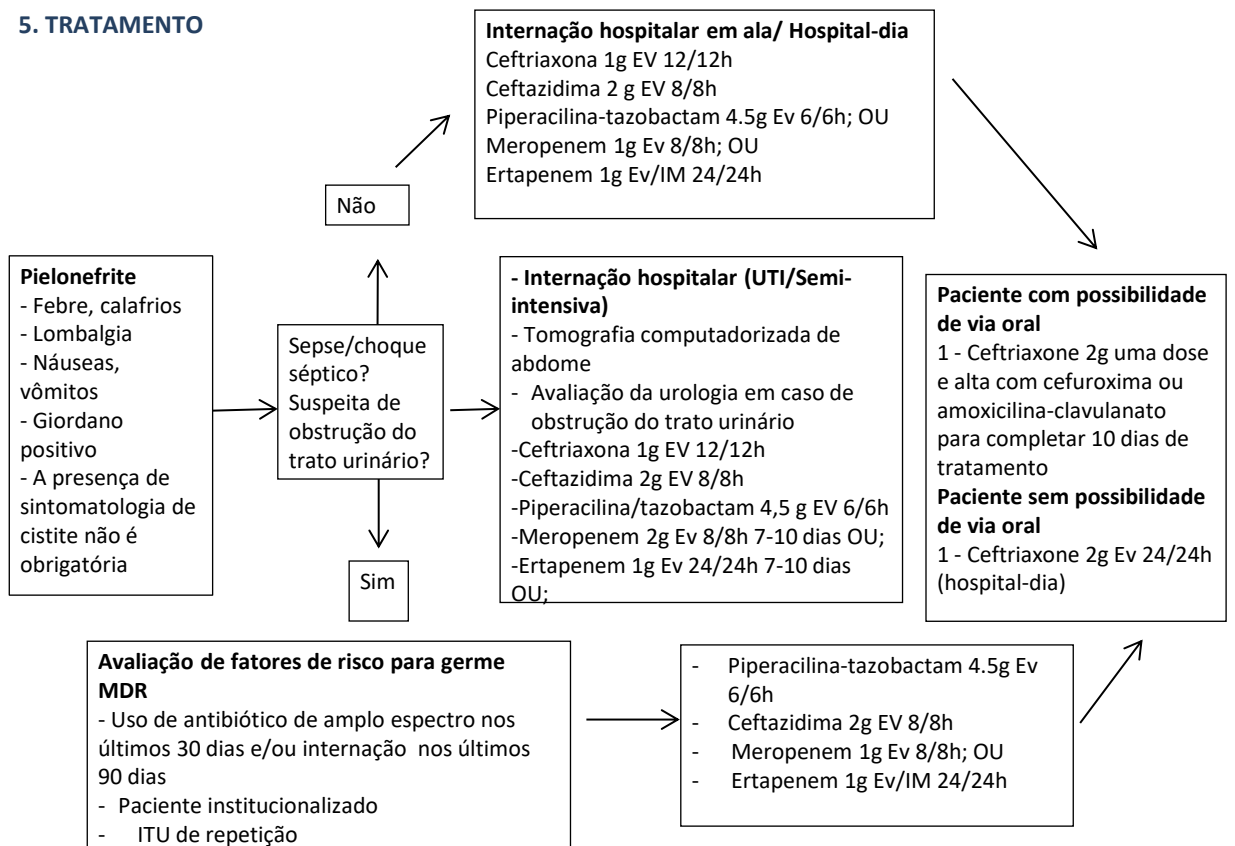 5. TRATAMENTO
Internação hospitalar em ala/ Hospital-dia
Ceftriaxona 1g EV 12/12h
Ceftazidima 2 g EV 8/8h
Piperacilina-tazobactam 4.5g Ev 6/6h; OU
Meropenem 1g Ev 8/8h; OU
Ertapenem 1g Ev/IM 24/24h
Não
Pielonefrite
- Febre, calafrios
- Lombalgia
- Náuseas,
vômitos
- Giordano
positivo
- A presença de
sintomatologia de
cistite não é
obrigatória
Sepse/choque
séptico?
Suspeita de
obstrução do
trato urinário?
- Internação hospitalar (UTI/Semi-
intensiva)
- Tomografia computadorizada de
abdome
- Avaliação da urologia em caso de
obstrução do trato urinário
-Ceftriaxona 1g EV 12/12h
-Ceftazidima 2g EV 8/8h
-Piperacilina/tazobactam 4,5 g EV 6/6h
-Meropenem 2g Ev 8/8h 7-10 dias OU;
-Ertapenem 1g Ev 24/24h 7-10 dias
OU;
Paciente com possibilidade
de via oral
1 - Ceftriaxone 2g uma dose
e alta com cefuroxima ou
amoxicilina-clavulanato
para completar 10 dias de
tratamento
Paciente sem possibilidade
de via oral
1 - Ceftriaxone 2g Ev 24/24h
(hospital-dia)
Sim
Avaliação de fatores de risco para germe
MDR
- Uso de antibiótico de amplo espectro nos
últimos 30 dias e/ou internação nos últimos
90 dias
- Paciente institucionalizado
- ITU de repetição
- Piperacilina-tazobactam 4.5g Ev
6/6h
- Ceftazidima 2g EV 8/8h
- Meropenem 1g Ev 8/8h; OU
- Ertapenem 1g Ev/IM 24/24h